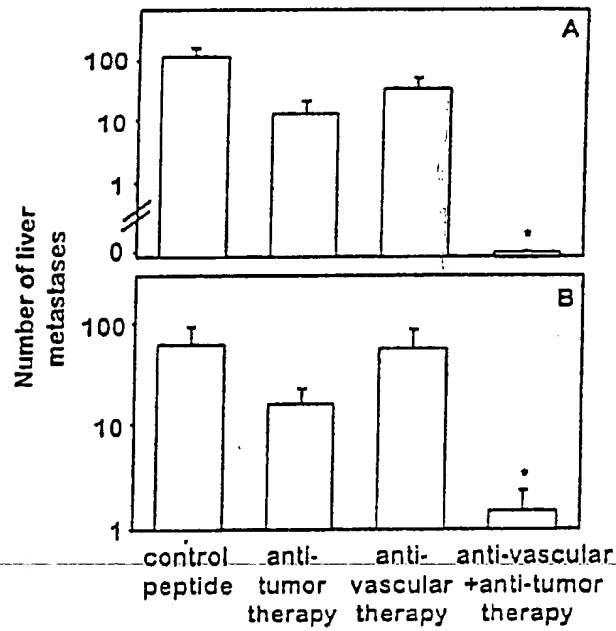 A
100
10
1
0
*
B
100
10
1
*
Number of liver
metastases
control peptide
anti-tumor therapy
anti-vascular therapy
anti-vascular +anti-tumor therapy